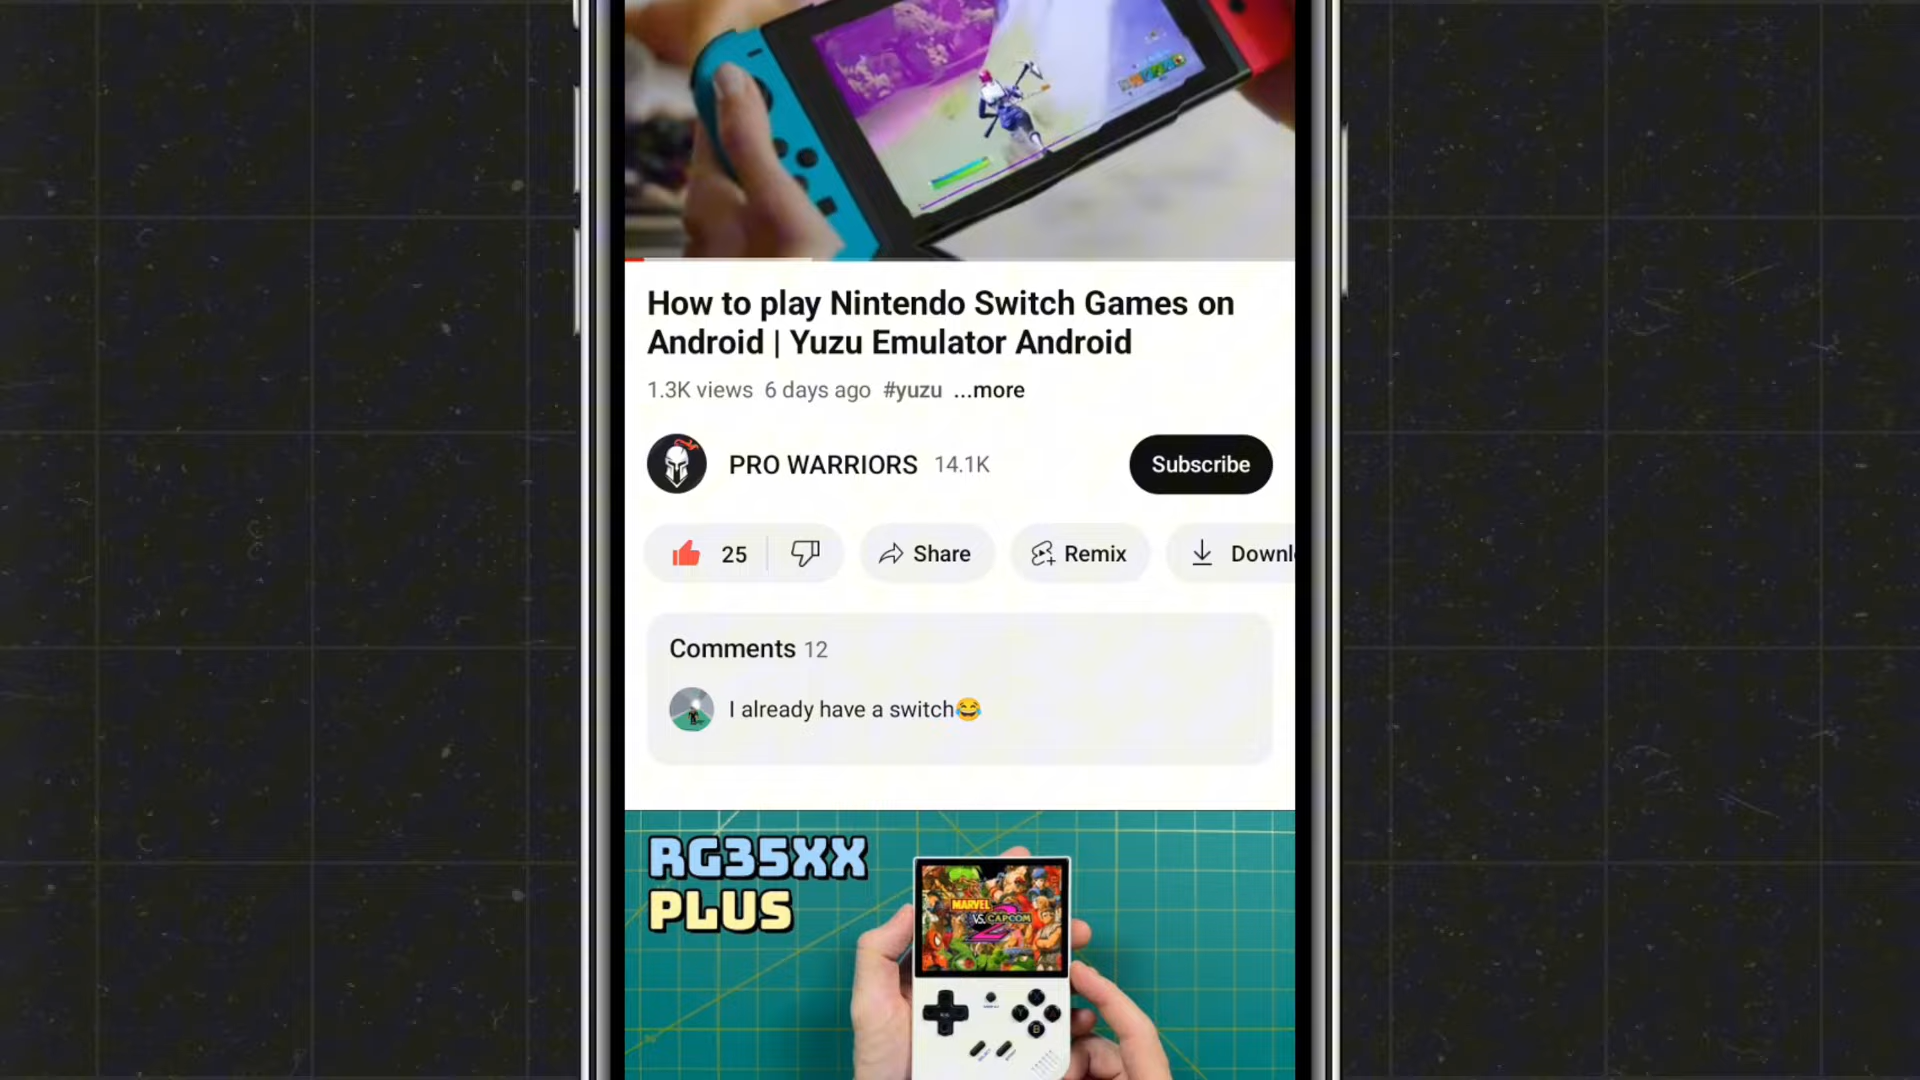 How to play Nintendo Switch Games on
Android | Yuzu Emulator Android
1.3K views 6 days ago #yuzu ...more
PRO WARRIORS 14.1K
Subscribe
25
Share
Remix
Downl
Comments 12
I already have a switch😂
RG35XX
PLUS
MARVEL
VS. CAPCOM
2